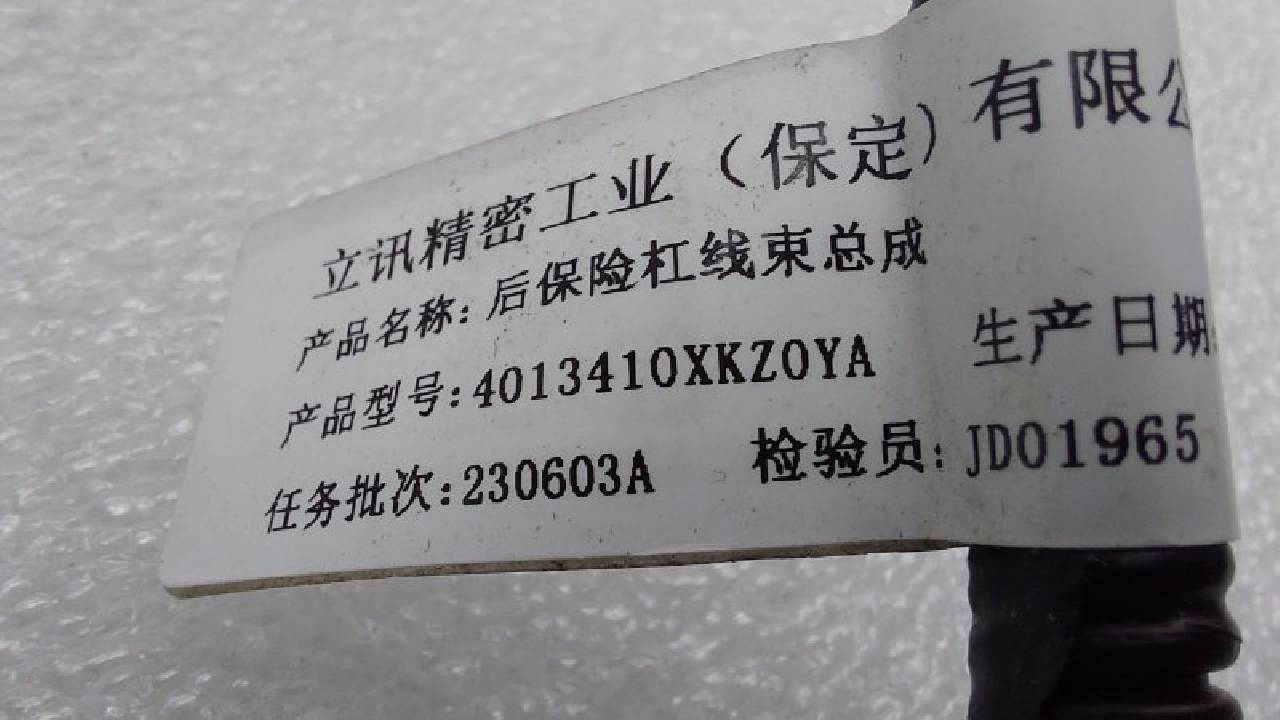 立讯精密工业（保定）有限公
产品名称：后保险杠线束总成
产品型号：4013410XKZ0YA 生产日期：
任务批次：230603A 检验员：JD01965